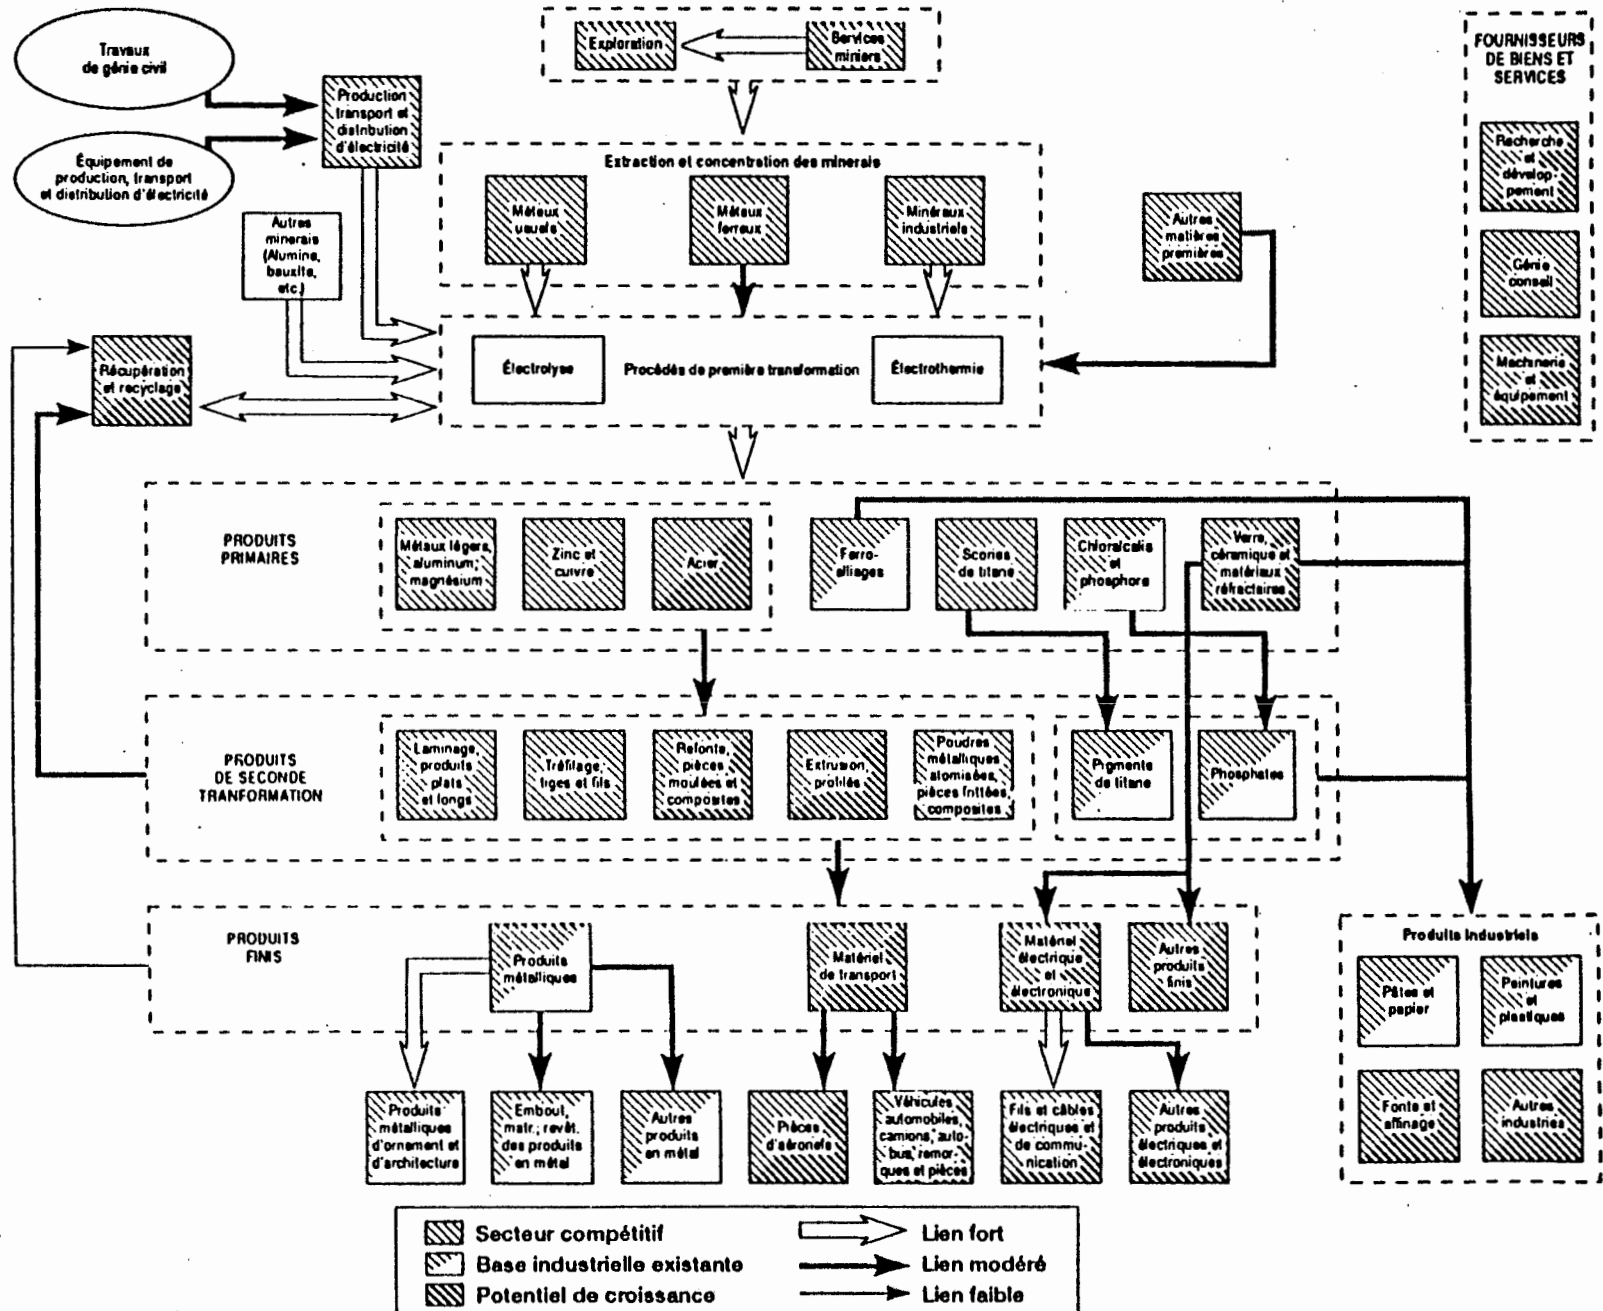 Travaux
de génie civil
Équipement de
production, transport
et distribution d'électricité
Production
transport et
distribution
d'électricité
Exploration
Services
miniers
FOURNISSEURS
DE BIENS ET
SERVICES
Recherche
et
dévelop-
pement
Génie
conseil
Machinerie
et
équipement
Extraction et concentration des minerais
Métaux
usuels
Métaux
ferreux
Minéraux
industriels
Autres
matières
premières
Autres
minerais
(Alumine,
bauxite,
etc.)
Récupération
et recyclage
Électrolyse
Procédés de première transformation
Électrothermie
PRODUITS
PRIMAIRES
Métaux légers,
aluminum,
magnésium
Zinc et
cuivre
Acier
Ferro-
alliages
Scories
de titane
Chloralcalis
et
phosphore
Verre,
céramique et
matériaux
réfractaires
PRODUITS
DE SECONDE
TRANFORMATION
Laminage,
produits
plats
et longs
Tréfilage,
tiges et fils
Refonte,
pièces
moulées et
composites
Extrusion,
profilés
Poudres
métalliques
atomisées,
pièces frittées,
composites
Pigmente
de titane
Phosphates
PRODUITS
FINIS
Produits
métalliques
Matériel
de transport
Matériel
électrique
et
électronique
Autres
produits
finis
Produits industriels
Pâtes et
papier
Peintures
et
plastiques
Fonte et
affinage
Autres
industries
Produits
métalliques
d'ornement et
d'architecture
Embout,
matr.; revêt.
des produits
en métal
Autres
produits
en métal
Pièces
d'aéronefs
Véhicules
automobiles,
camions, auto-
bus, remor-
ques et pièces
Fils et câbles
électriques et
de commu-
nication
Autres
produits
électriques et
électroniques
Secteur compétitif
Base industrielle existante
Potentiel de croissance
Lien fort
Lien modéré
Lien faible